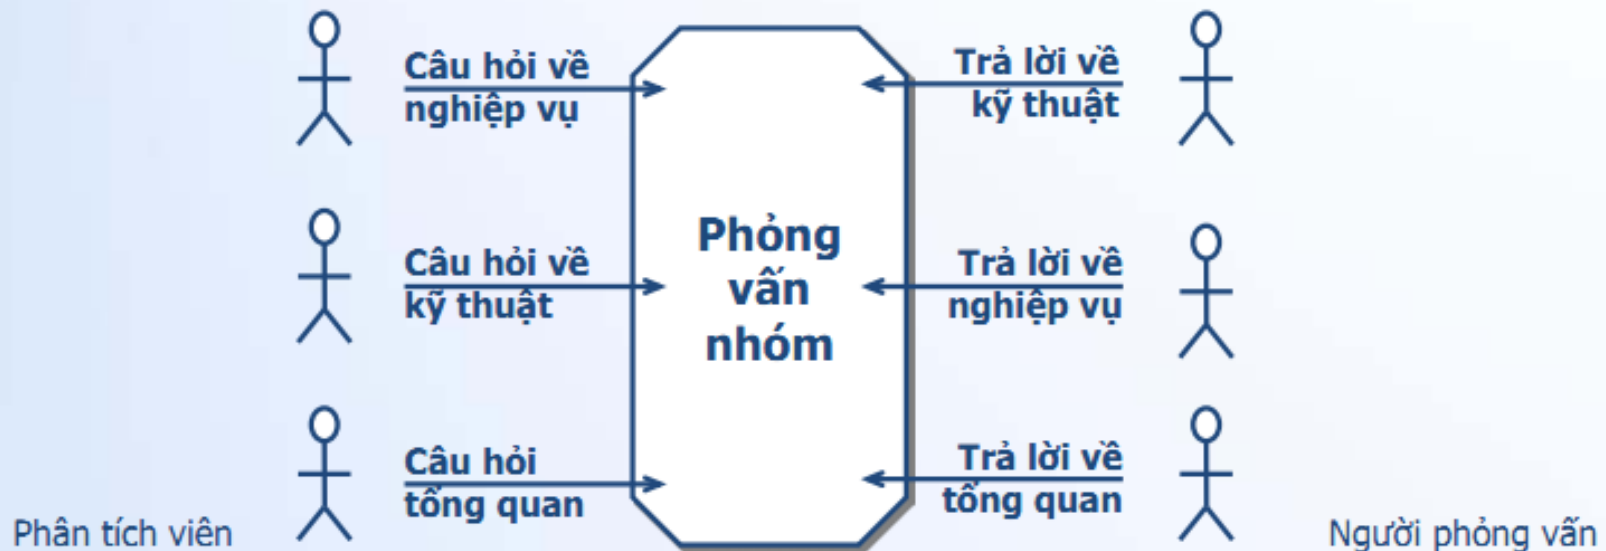 Câu hỏi về
nghiệp vụ
Trả lời về
kỹ thuật
Phỏng
vấn
nhóm
Câu hỏi về
kỹ thuật
Trả lời về
nghiệp vụ
Câu hỏi
tổng quan
Trả lời về
tổng quan
Phân tích viên
Người phỏng vấn